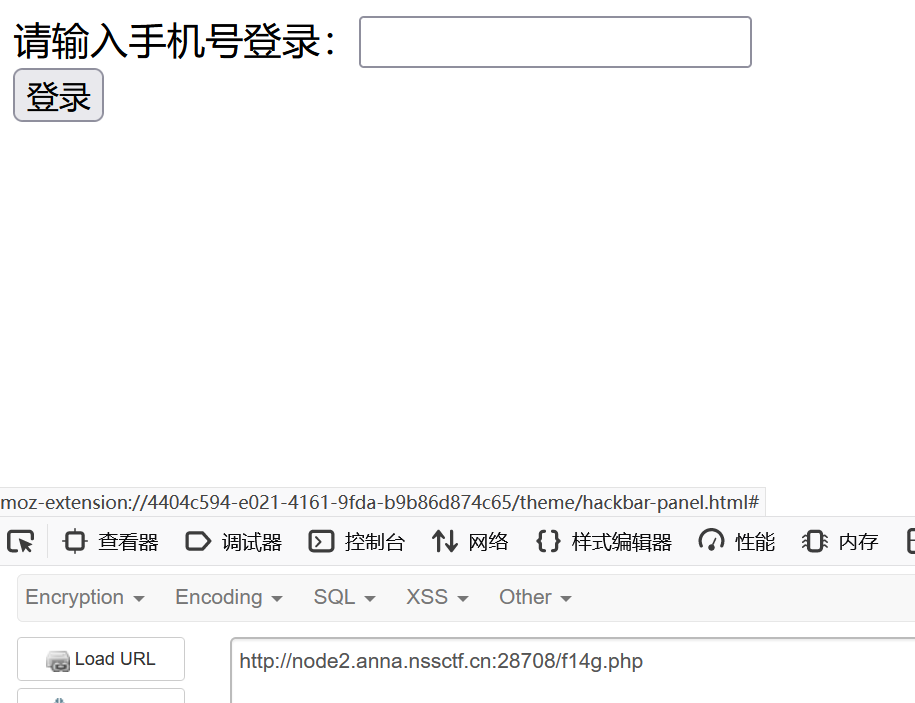 请输入手机号登录：
登录
moz-extension://4404c594-e021-4161-9fda-b9b86d874c65/theme/hackbar-panel.html#
查看器 调试器 控制台 网络 {} 样式编辑器 性能 内存
Encryption Encoding SQL XSS Other
Load URL http://node2.anna.nssctf.cn:28708/f14g.php